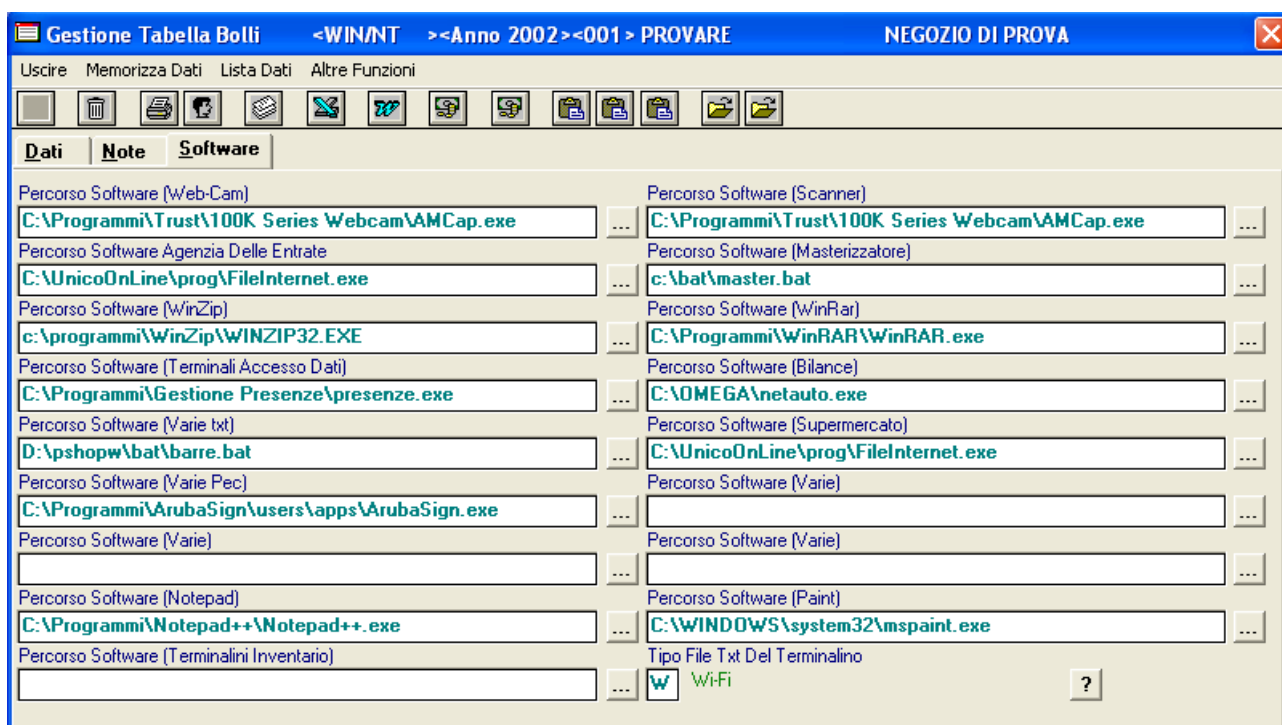 Gestione Tabella Bolli <WIN/NT ><Anno 2002><001> PROVARE NEGOZIO DI PROVA
Uscire Memorizza Dati Lista Dati Altre Funzioni
Dati Note Software
Percorso Software (Web-Cam) Percorso Software (Scanner)
C:\Programmi\Trust\100K Series Webcam\AMCap.exe ... C:\Programmi\Trust\100K Series Webcam\AMCap.exe ...
Percorso Software Agenzia Delle Entrate Percorso Software (Masterizzatore)
C:\UnicoOnLine\prog\FileInternet.exe ... c:\bat\master.bat ...
Percorso Software (WinZip) Percorso Software (WinRar)
c:\programmi\WinZip\WINZIP32.EXE ... C:\Programmi\WinRAR\WinRAR.exe ...
Percorso Software (Terminali Accesso Dati) Percorso Software (Bilance)
C:\Programmi\Gestione Presenze\presenze.exe ... C:\OMEGA\netauto.exe ...
Percorso Software (Varie txt) Percorso Software (Supermercato)
D:\pshopw\bat\barre.bat ... C:\UnicoOnLine\prog\FileInternet.exe ...
Percorso Software (Varie Pec) Percorso Software (Varie)
C:\Programmi\ArubaSign\users\apps\ArubaSign.exe ... ...
Percorso Software (Varie) Percorso Software (Varie)
... ...
Percorso Software (Notepad) Percorso Software (Paint)
C:\Programmi\Notepad++\Notepad++.exe ... C:\WINDOWS\system32\mspaint.exe ...
Percorso Software (Terminalini Inventario) Tipo File Txt Del Terminalino
... W Wi-Fi ?